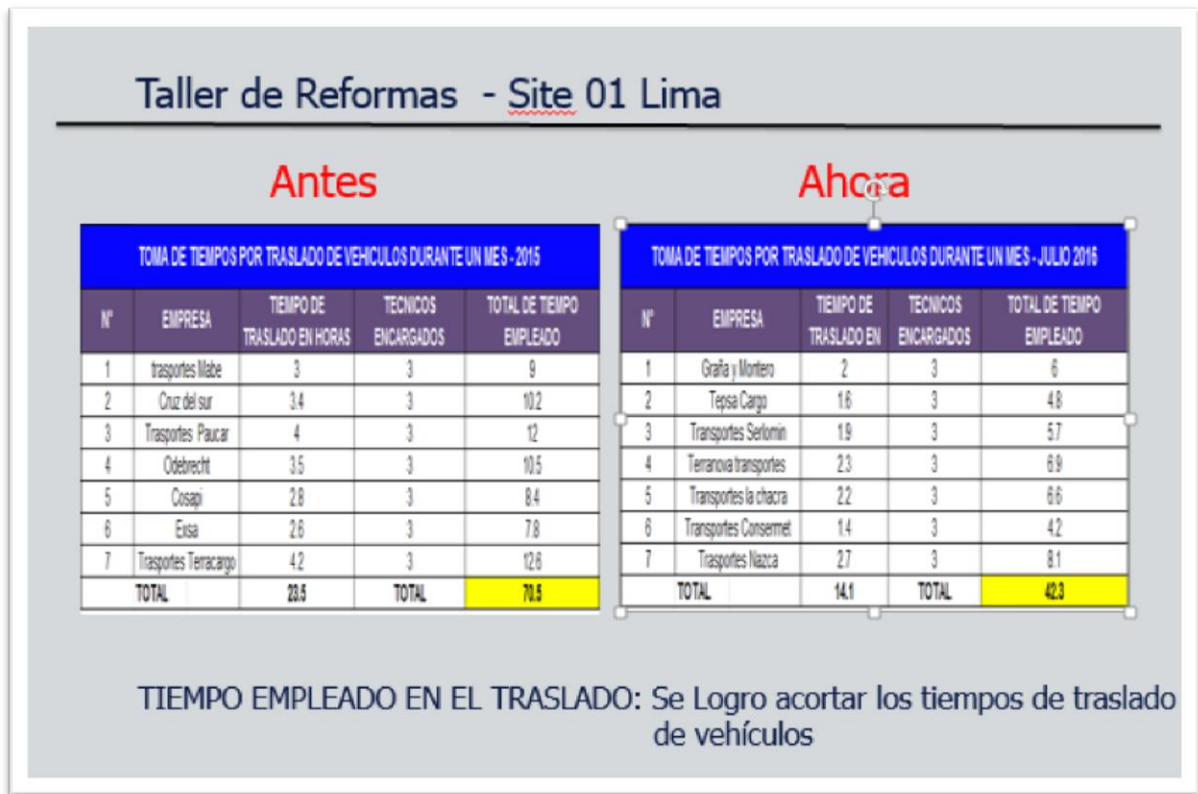 Taller de Reformas - Site 01 Lima
Antes
TOMA DE TIEMPOS POR TRASLADO DE VEHICULOS DURANTE UN MES - 2015
N° EMPRESA TIEMPO DE TRASLADO EN HORAS TECNICOS ENCARGADOS TOTAL DE TIEMPO EMPLEADO
1 trasportes Mabe 3 3 9
2 Cruz del sur 3.4 3 10.2
3 Trasportes Paucar 4 3 12
4 Odebrecht 3.5 3 10.5
5 Cosapi 2.8 3 8.4
6 Exsa 2.6 3 7.8
7 Trasportes Terracargo 4.2 3 12.6
TOTAL 23.5 TOTAL 70.5
Ahora
TOMA DE TIEMPOS POR TRASLADO DE VEHICULOS DURANTE UN MES - JULIO 2016
N° EMPRESA TIEMPO DE TRASLADO EN TECNICOS ENCARGADOS TOTAL DE TIEMPO EMPLEADO
1 Graña y Montero 2 3 6
2 Tepsa Cargo 1.6 3 4.8
3 Transportes Serlomin 1.9 3 5.7
4 Terranova transportes 2.3 3 6.9
5 Transportes la chacra 2.2 3 6.6
6 Transportes Consermet 1.4 3 4.2
7 Trasportes Nazca 2.7 3 8.1
TOTAL 14.1 TOTAL 42.3
TIEMPO EMPLEADO EN EL TRASLADO: Se Logro acortar los tiempos de traslado
de vehículos